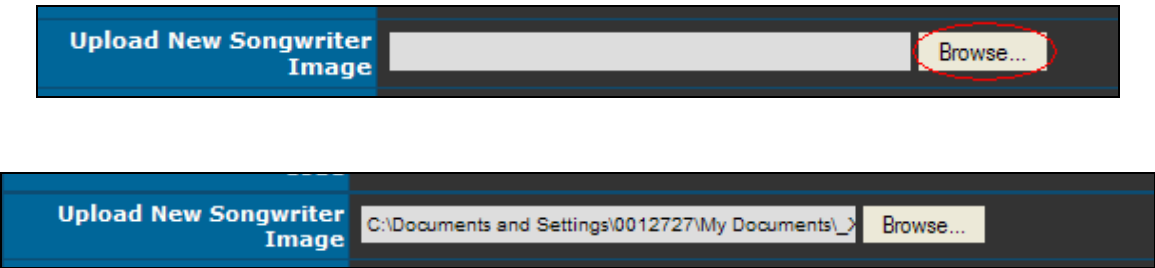 Upload New Songwriter
Image
Browse...
Upload New Songwriter
Image
C:\Documents and Settings\0012727\My Documents\_X
Browse...